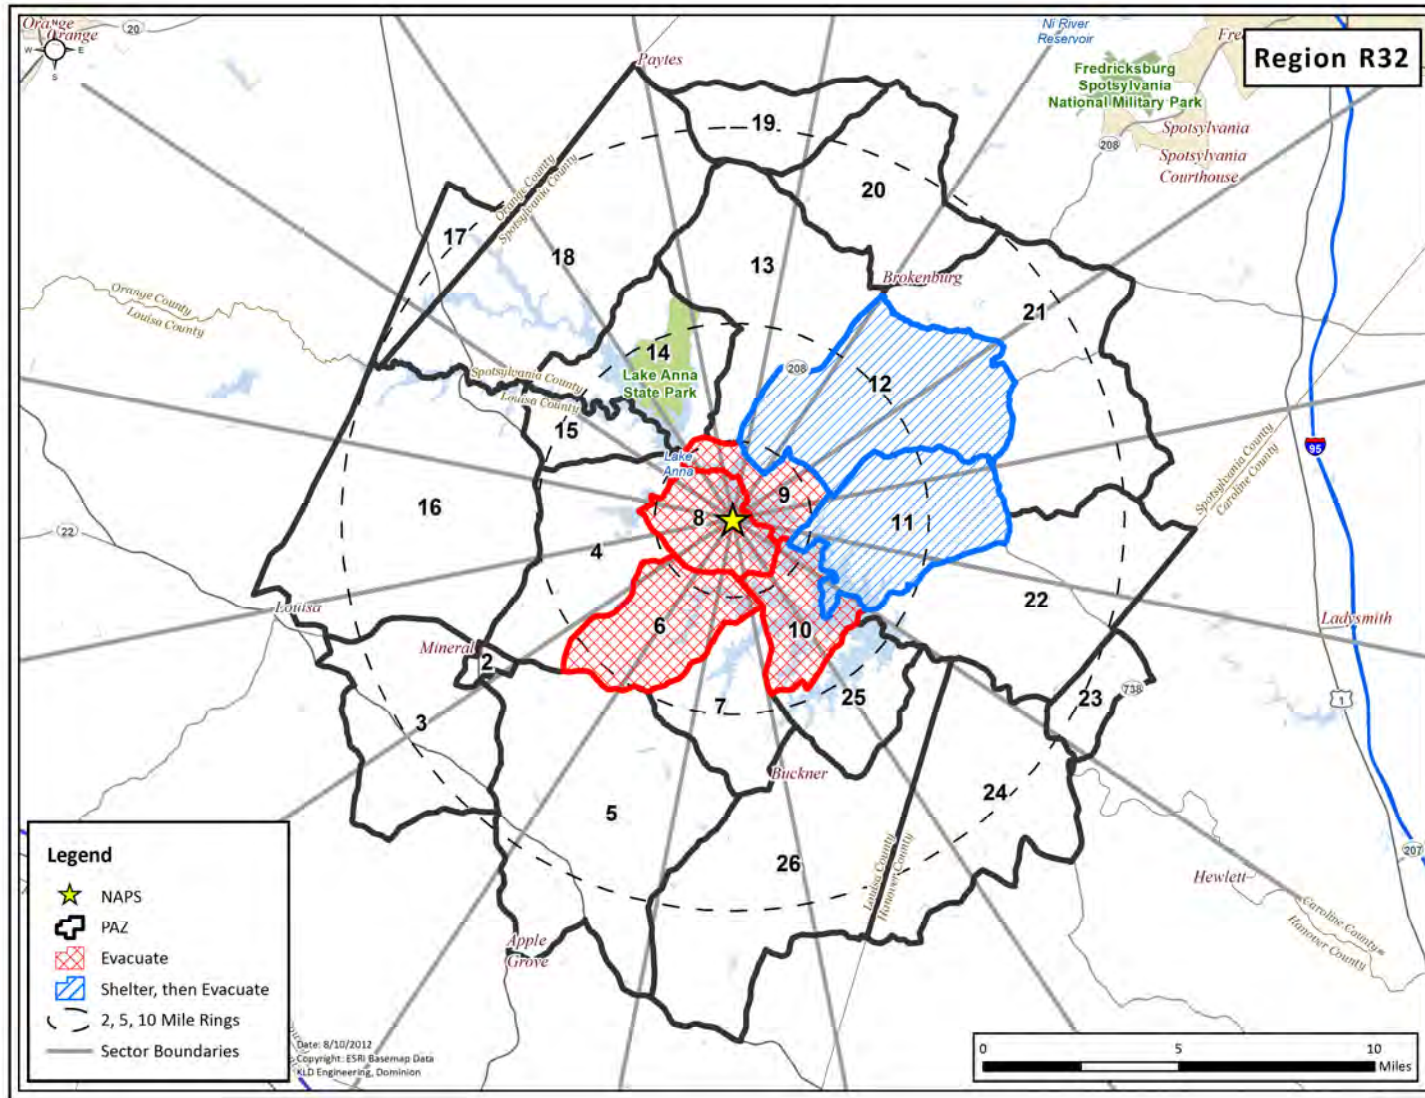 Region R32
Orange
Orange
N
W
E
S
20
Paytes
Ni River
Reservoir
Fredricksburg
Spotsylvania
National Military Park
Spotsylvania
Spotsylvania
Courthouse
208
19
20
17
Orange County
Spotsylvania County
18
13
Brokenburg
21
Orange County
Louisa County
14
Lake Anna
State Park
208
12
Spotsylvania County
Louisa County
15
Lake
Anna
95
Spotsylvania County
Caroline County
9
16
8
11
22
4
22
Louisa
6
10
Ladysmith
Mineral
2
25
23
738
1
3
7
Buckner
5
24
26
207
Louisa County
Hanover County
Hewlett
Caroline County
Hanover County
Apple
Grove
Legend
NAPS
PAZ
Evacuate
Shelter, then Evacuate
2, 5, 10 Mile Rings
Sector Boundaries
Date: 8/10/2012
Copyright: ESRI Basemap Data
KLD Engineering, Dominion
0
5
10
Miles